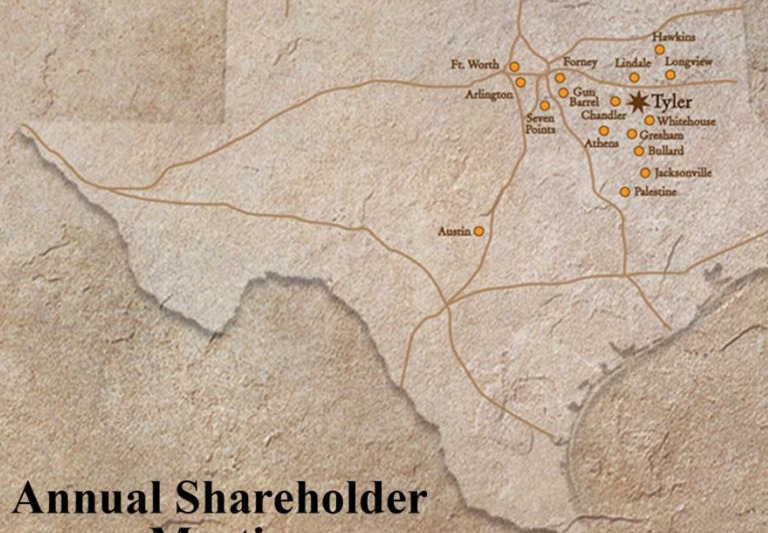 Hawkins
Ft. Worth
Forney
Lindale
Longview
Arlington
Gun
Barrel
Tyler
Seven
Points
Chandler
Whitehouse
Athens
Gresham
Bullard
Jacksonville
Palestine
Austin
Annual Shareholder